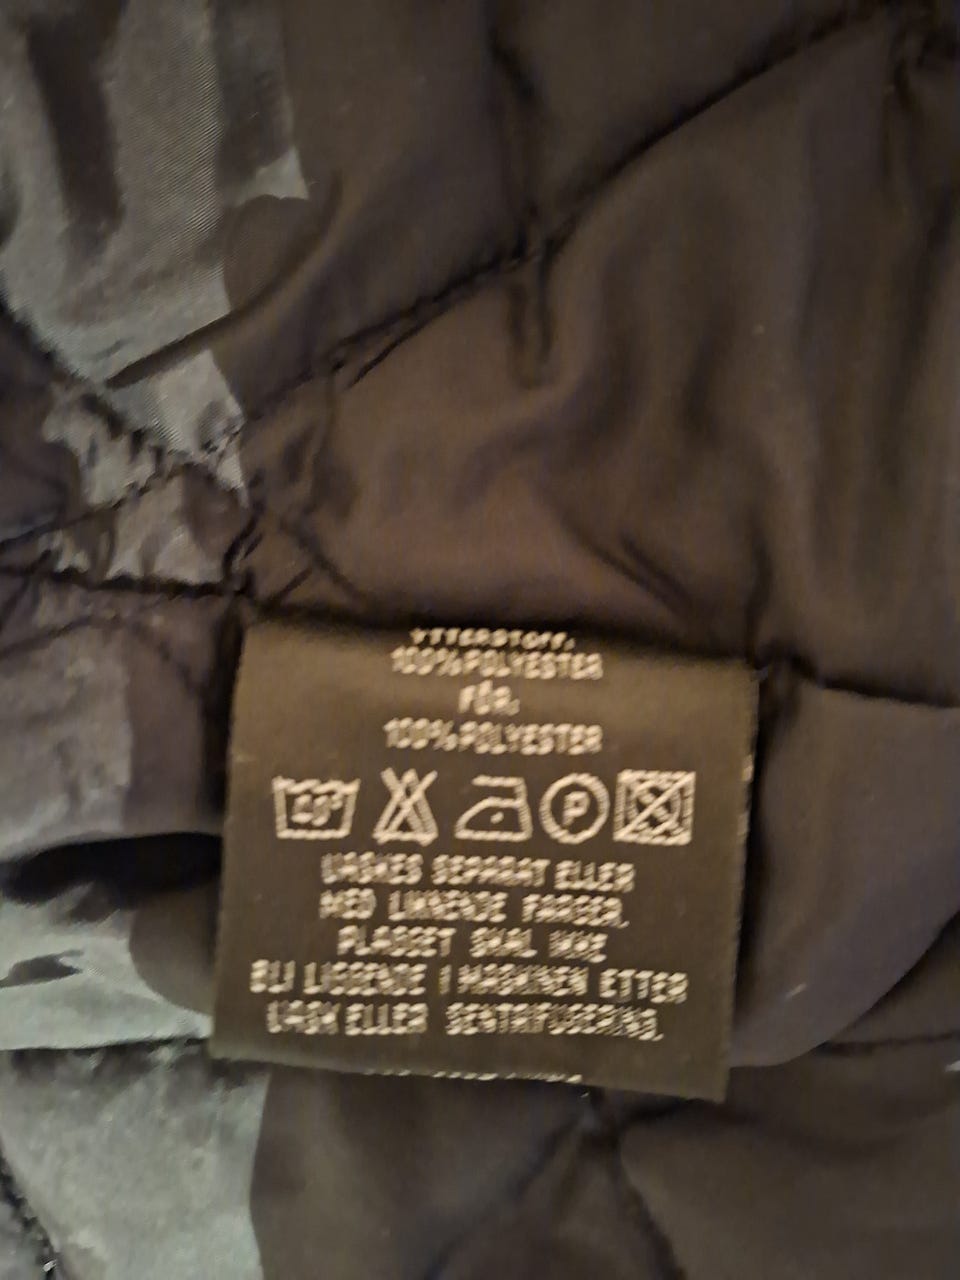 YTTERSTOFF:
100% POLYESTER
FÔR:
100% POLYESTER
40° P
VASKES SEPARAT ELLER
MED LIKNENDE FARGER.
PLAGGET SKAL IKKE
BLI LIGGENDE I MASKINEN ETTER
VASK ELLER SENTRIFUGERING.